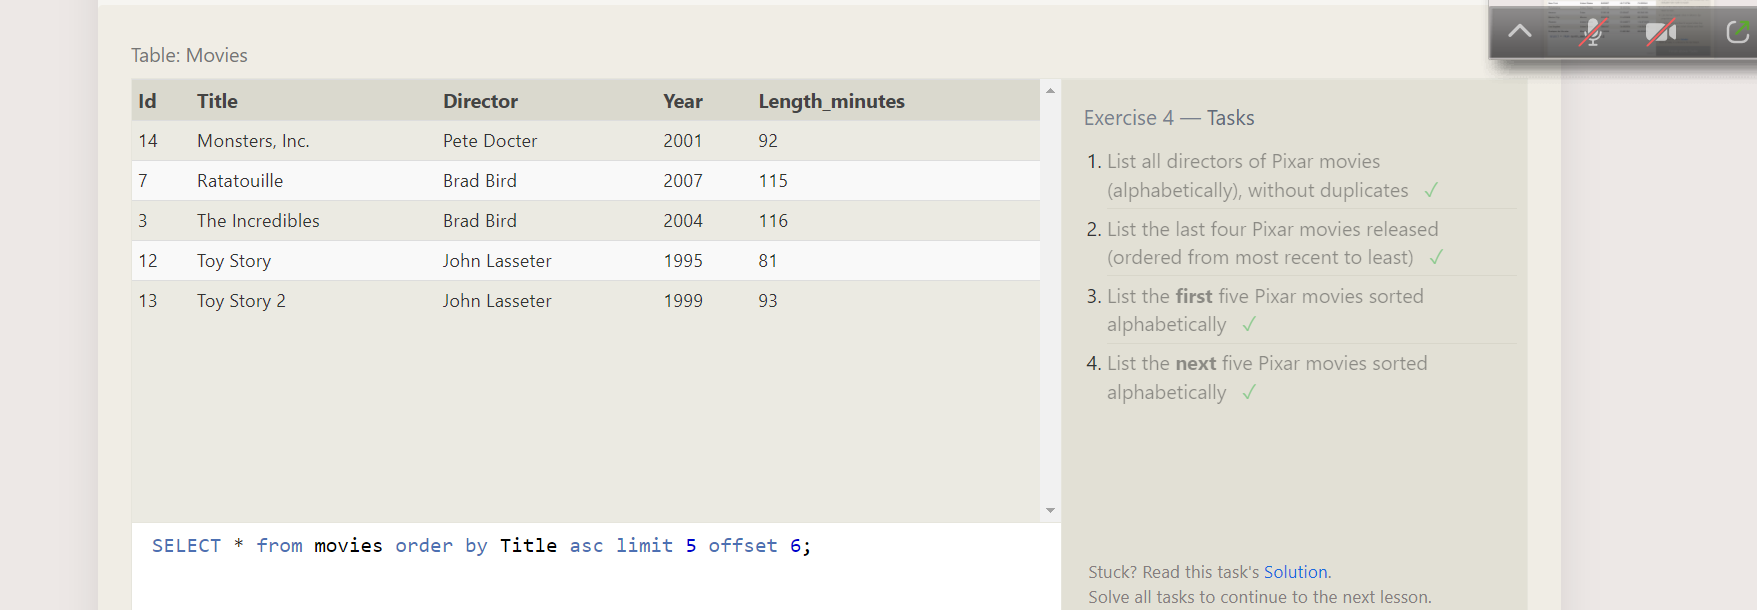 Table: Movies
Id Title Director Year Length_minutes
14 Monsters, Inc. Pete Docter 2001 92
7 Ratatouille Brad Bird 2007 115
3 The Incredibles Brad Bird 2004 116
12 Toy Story John Lasseter 1995 81
13 Toy Story 2 John Lasseter 1999 93
SELECT * from movies order by Title asc limit 5 offset 6;
Exercise 4 — Tasks
1. List all directors of Pixar movies
(alphabetically), without duplicates ✓
2. List the last four Pixar movies released
(ordered from most recent to least) ✓
3. List the first five Pixar movies sorted
alphabetically ✓
4. List the next five Pixar movies sorted
alphabetically ✓
Stuck? Read this task's Solution.
Solve all tasks to continue to the next lesson.